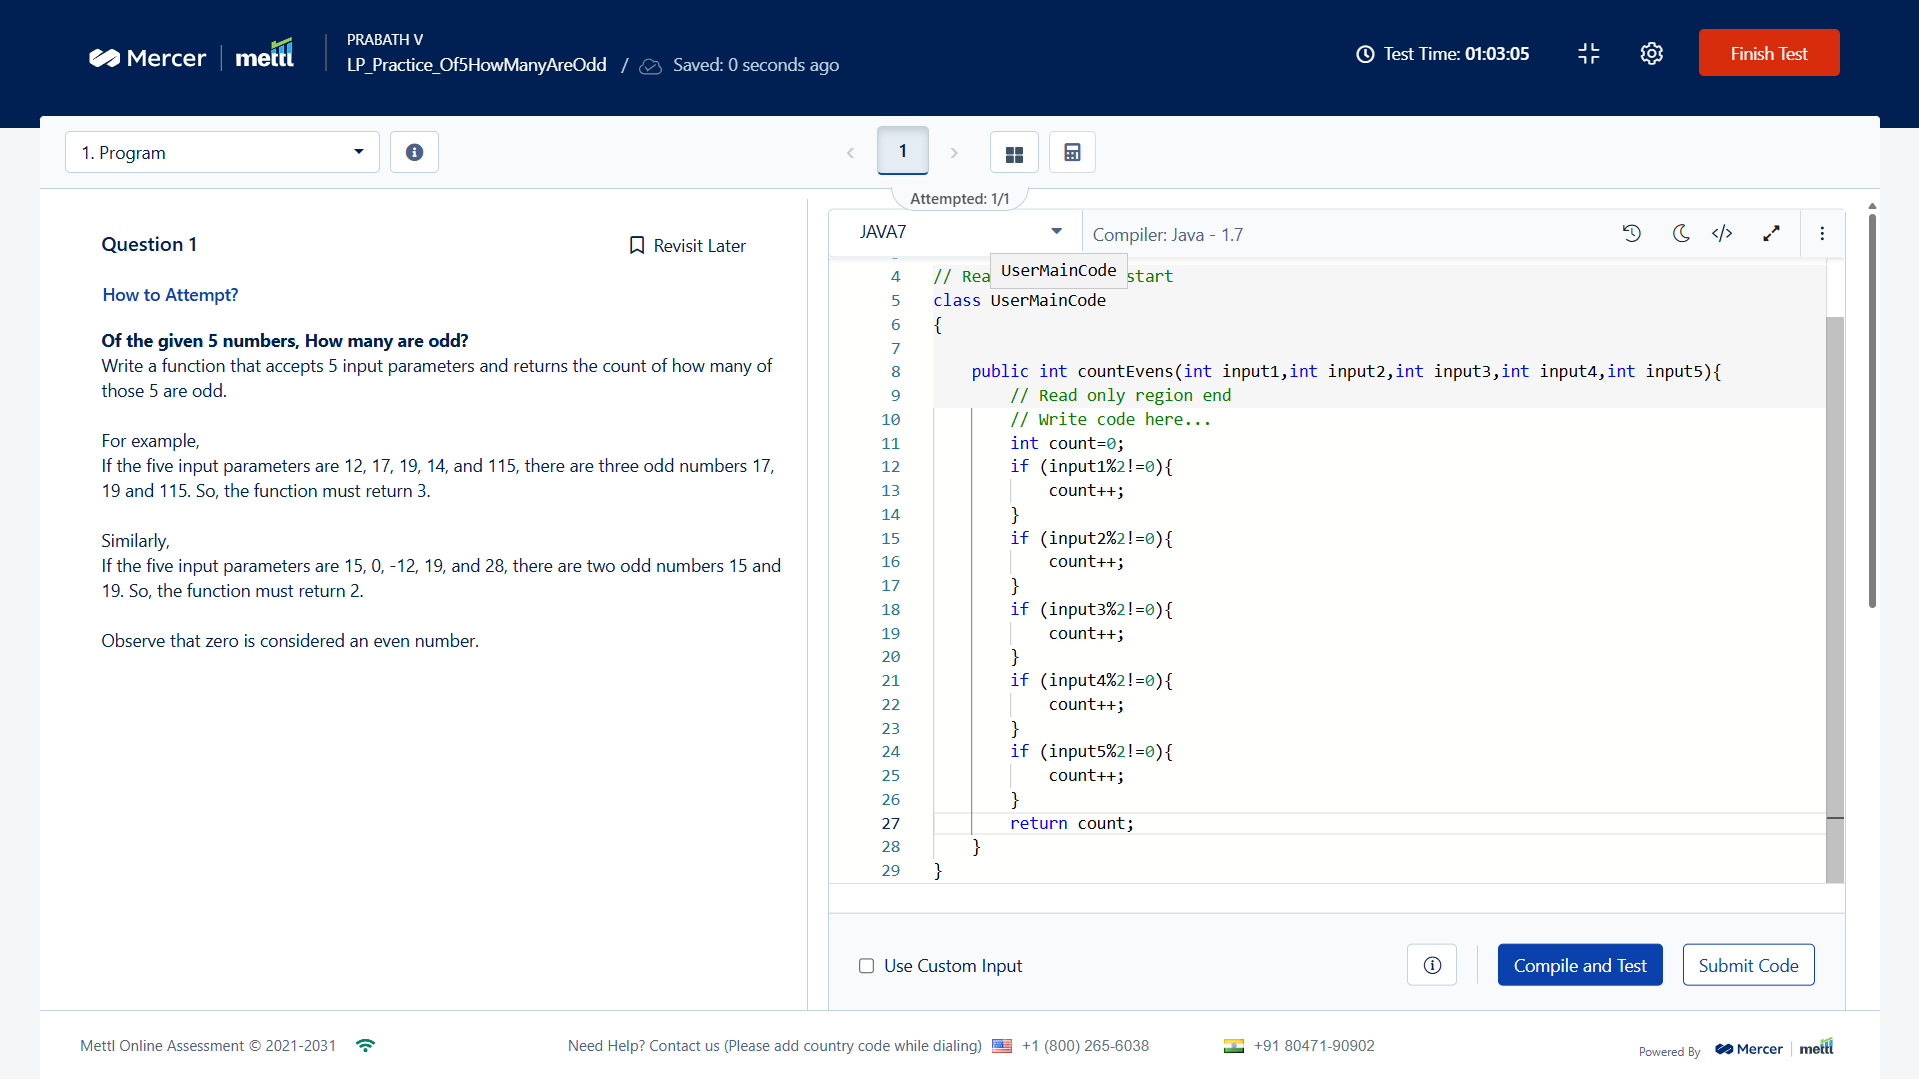 Mercer | mettl
PRABATH V
LP_Practice_Of5HowManyAreOdd / Saved: 0 seconds ago
Test Time: 01:03:05
Finish Test
1. Program
1
Attempted: 1/1
Question 1
Revisit Later
How to Attempt?
Of the given 5 numbers, How many are odd?
Write a function that accepts 5 input parameters and returns the count of how many of
those 5 are odd.
For example,
If the five input parameters are 12, 17, 19, 14, and 115, there are three odd numbers 17,
19 and 115. So, the function must return 3.
Similarly,
If the five input parameters are 15, 0, -12, 19, and 28, there are two odd numbers 15 and
19. So, the function must return 2.
Observe that zero is considered an even number.
JAVA7
Compiler: Java - 1.7
UserMainCode
4 // Rea start
5 class UserMainCode
6 {
7
8 public int countEvens(int input1,int input2,int input3,int input4,int input5){
9 // Read only region end
10 // Write code here...
11 int count=0;
12 if (input1%2!=0){
13 count++;
14 }
15 if (input2%2!=0){
16 count++;
17 }
18 if (input3%2!=0){
19 count++;
20 }
21 if (input4%2!=0){
22 count++;
23 }
24 if (input5%2!=0){
25 count++;
26 }
27 return count;
28 }
29 }
Use Custom Input
Compile and Test
Submit Code
Mettl Online Assessment © 2021-2031
Need Help? Contact us (Please add country code while dialing) +1 (800) 265-6038
+91 80471-90902
Powered By Mercer | mettl